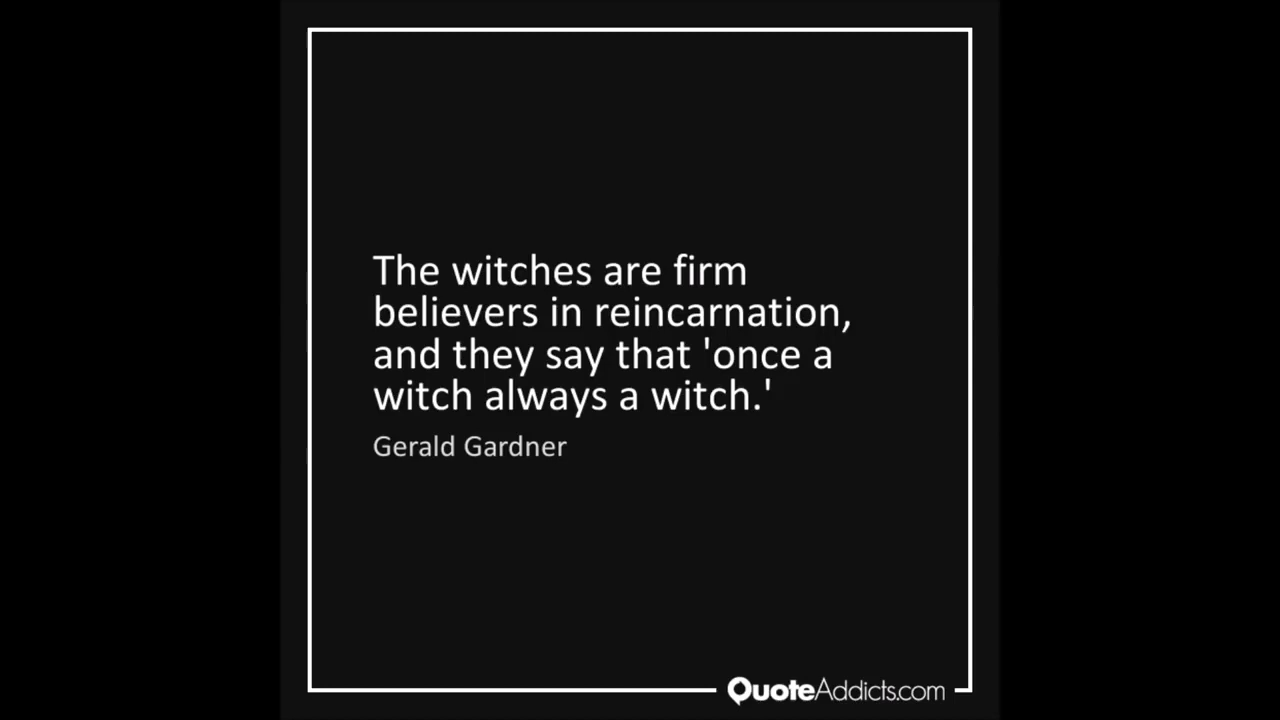 The witches are firm
believers in reincarnation,
and they say that 'once a
witch always a witch.'
Gerald Gardner
QuoteAddicts.com